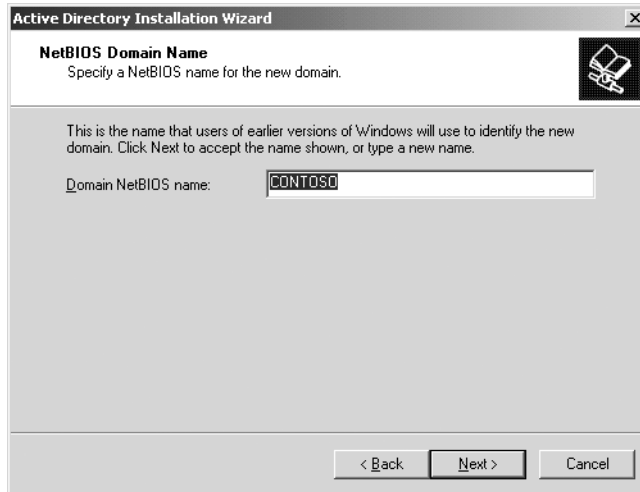 Active Directory Installation Wizard
NetBIOS Domain Name
Specify a NetBIOS name for the new domain.
This is the name that users of earlier versions of Windows will use to identify the new
domain. Click Next to accept the name shown, or type a new name.
Domain NetBIOS name:
CONTOSO
< Back
Next >
Cancel